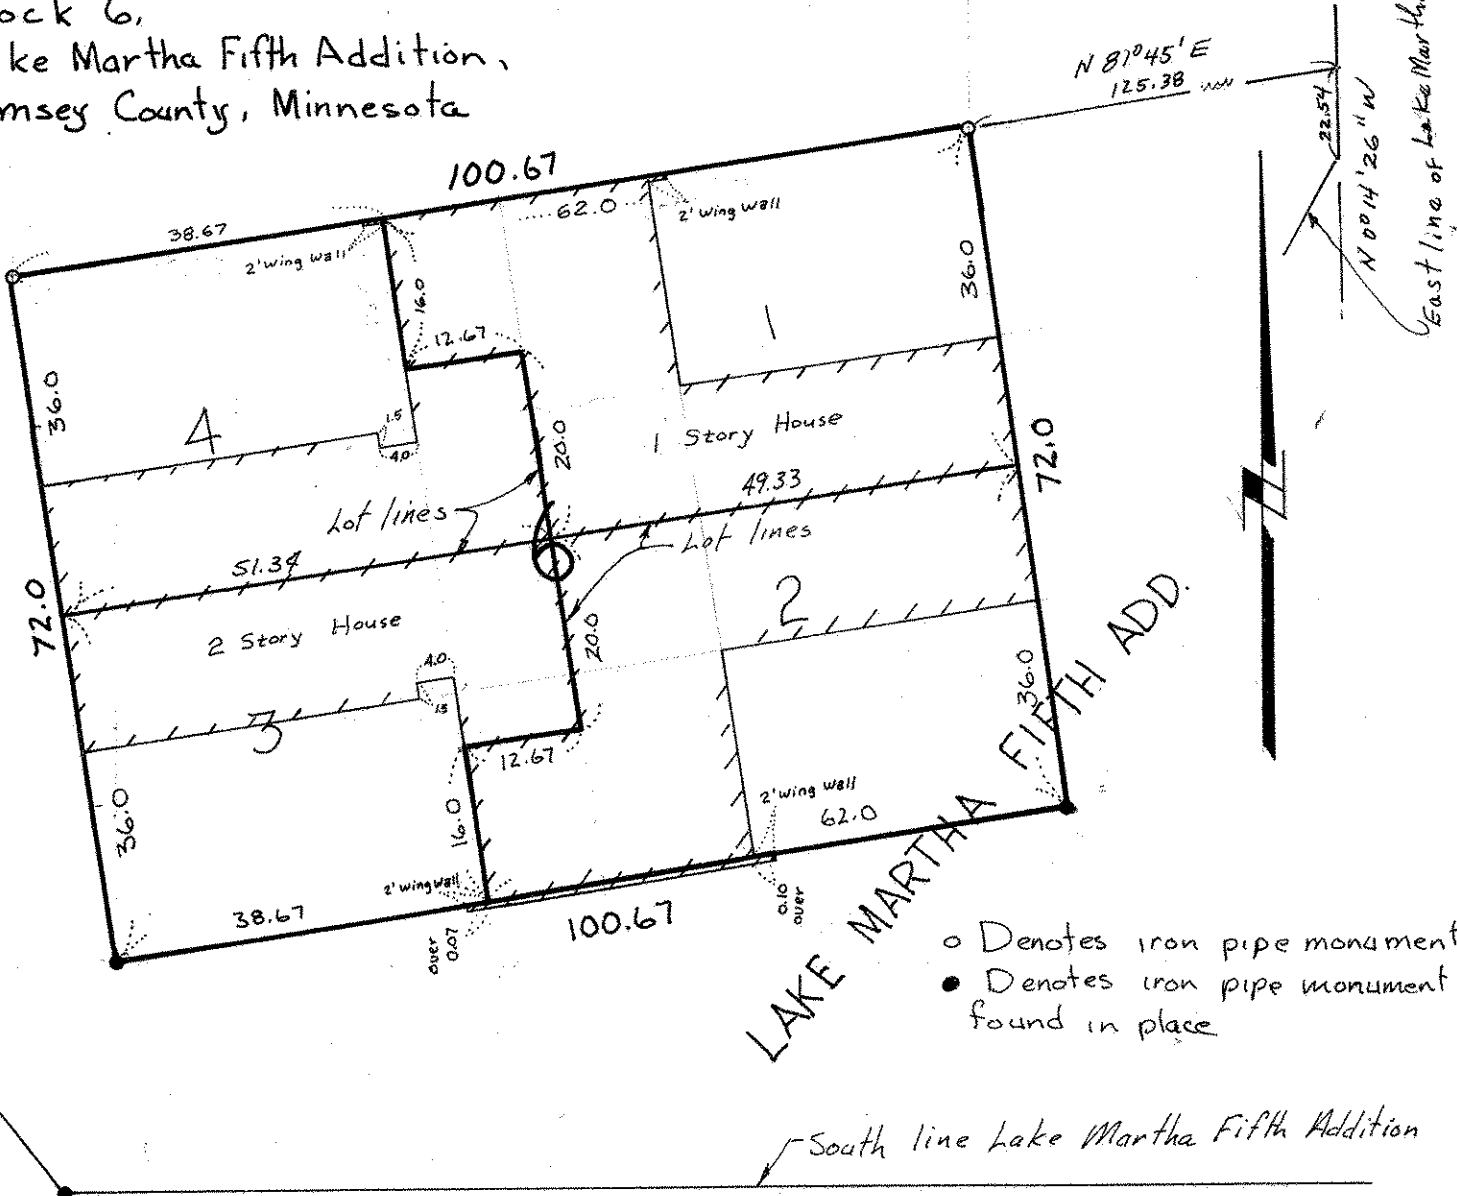 ock 6,
ke Martha Fifth Addition,
msey County, Minnesota
N 81°45' E
125.38
22.54
N 0°14'26" W
East line of Lake Martha
100.67
38.67
62.0
2' wing wall
2' wing wall
16.0
12.67
36.0
36.0
1
4
1.5
4.0
20.0
1 Story House
49.33
72.0
Lot lines
Lot lines
51.34
6
72.0
2 Story House
2
20.0
4.0
1.5
3
36.0
36.0
12.67
16.0
2' wing wall
62.0
2' wing wall
38.67
100.67
over
0.07
0.10
over
LAKE MARTHA FIFTH ADD.
o Denotes iron pipe monument
● Denotes iron pipe monument
found in place
South line Lake Martha Fifth Addition